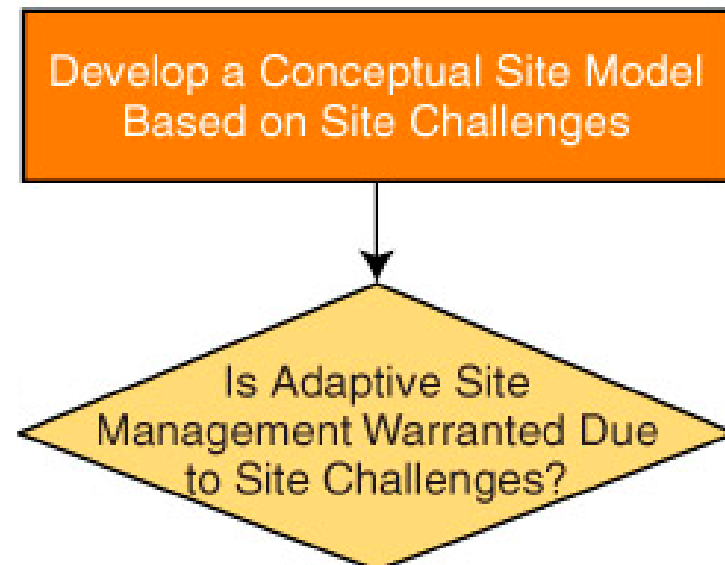 Develop a Conceptual Site Model
Based on Site Challenges
Is Adaptive Site
Management Warranted Due
to Site Challenges?